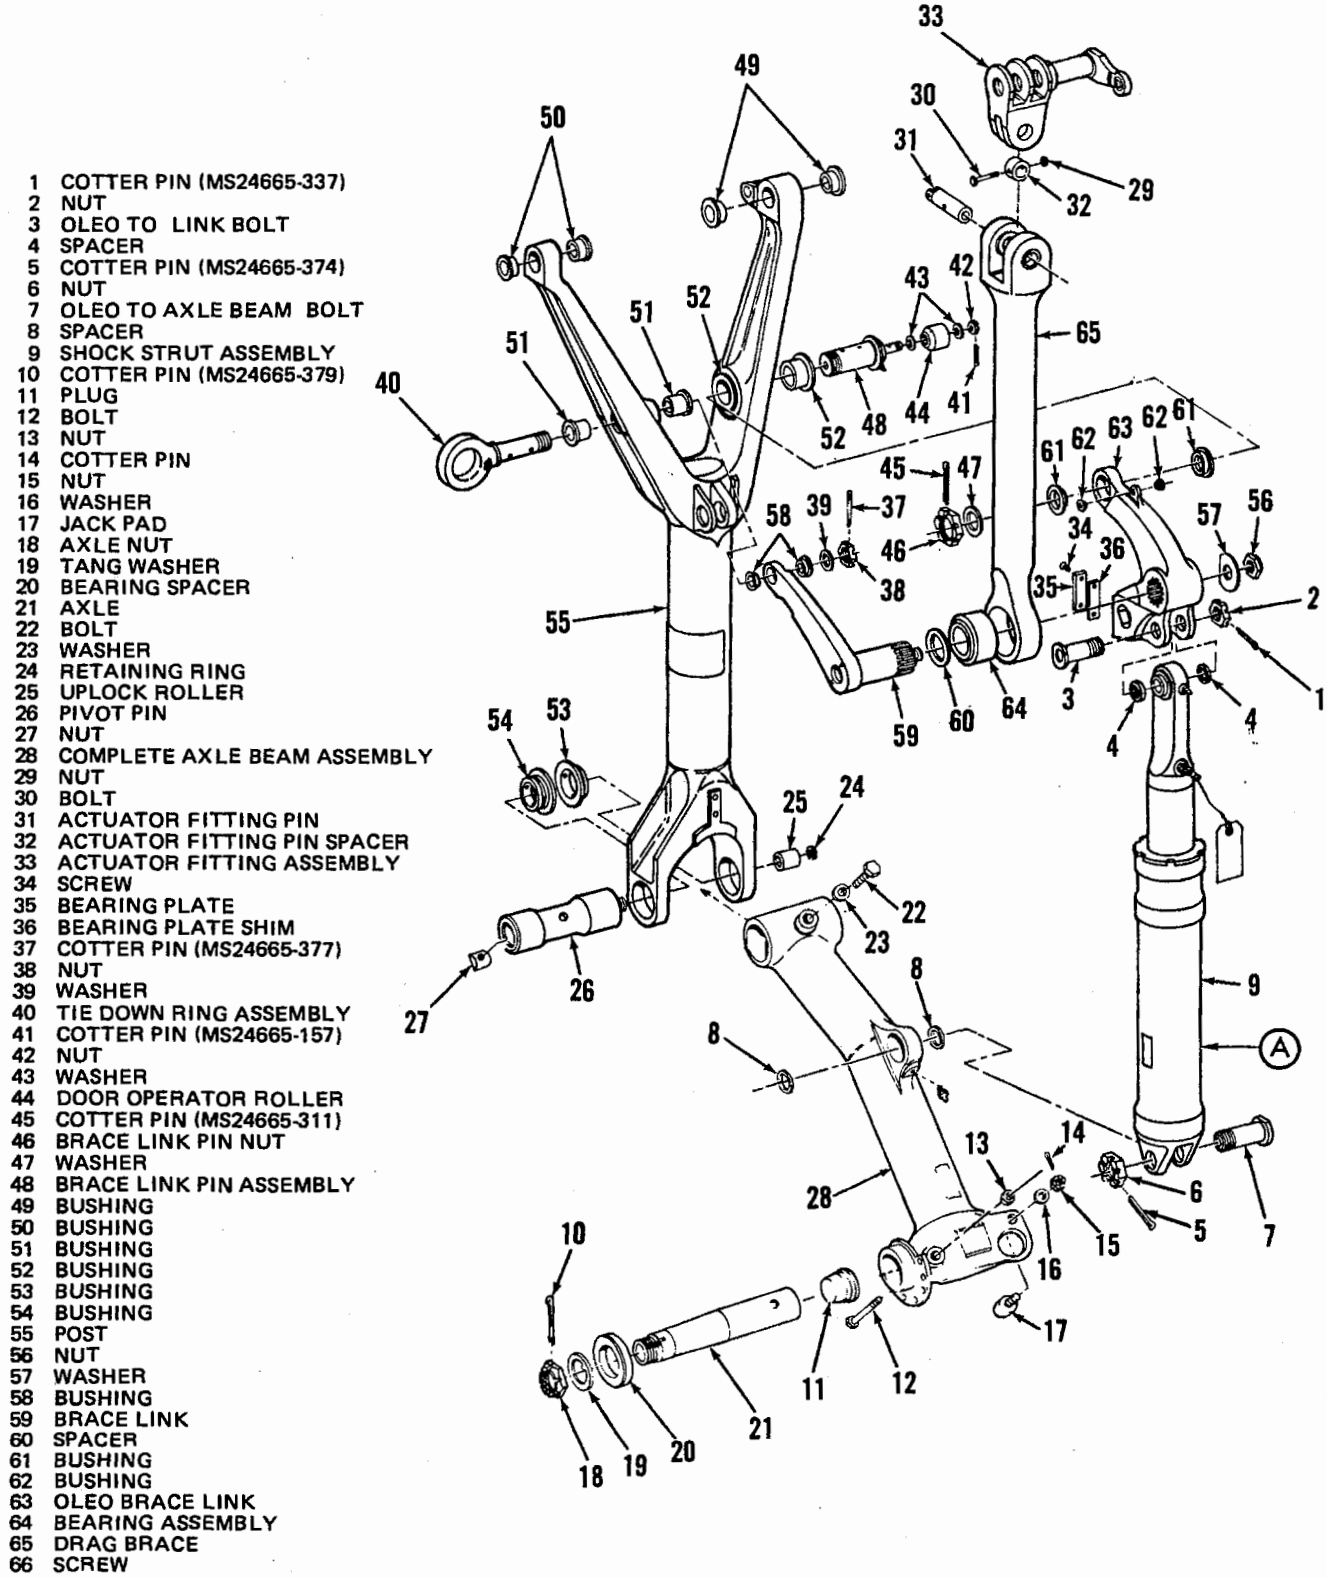 1 COTTER PIN (MS24665-337)
2 NUT
3 OLEO TO LINK BOLT
4 SPACER
5 COTTER PIN (MS24665-374)
6 NUT
7 OLEO TO AXLE BEAM BOLT
8 SPACER
9 SHOCK STRUT ASSEMBLY
10 COTTER PIN (MS24665-379)
11 PLUG
12 BOLT
13 NUT
14 COTTER PIN
15 NUT
16 WASHER
17 JACK PAD
18 AXLE NUT
19 TANG WASHER
20 BEARING SPACER
21 AXLE
22 BOLT
23 WASHER
24 RETAINING RING
25 UPLOCK ROLLER
26 PIVOT PIN
27 NUT
28 COMPLETE AXLE BEAM ASSEMBLY
29 NUT
30 BOLT
31 ACTUATOR FITTING PIN
32 ACTUATOR FITTING PIN SPACER
33 ACTUATOR FITTING ASSEMBLY
34 SCREW
35 BEARING PLATE
36 BEARING PLATE SHIM
37 COTTER PIN (MS24665-377)
38 NUT
39 WASHER
40 TIE DOWN RING ASSEMBLY
41 COTTER PIN (MS24665-157)
42 NUT
43 WASHER
44 DOOR OPERATOR ROLLER
45 COTTER PIN (MS24665-311)
46 BRACE LINK PIN NUT
47 WASHER
48 BRACE LINK PIN ASSEMBLY
49 BUSHING
50 BUSHING
51 BUSHING
52 BUSHING
53 BUSHING
54 BUSHING
55 POST
56 NUT
57 WASHER
58 BUSHING
59 BRACE LINK
60 SPACER
61 BUSHING
62 BUSHING
63 OLEO BRACE LINK
64 BEARING ASSEMBLY
65 DRAG BRACE
66 SCREW
33
49
30
50
31
29
32
52
43
42
51
65
51
40
44
41
48
52
61
62
63
62
61
45
47
37
39
58
34
36
57
56
46
38
35
2
55
3
1
60
64
59
4
4
54
53
25
24
22
23
26
27
8
8
9
A
14
13
28
6
5
7
15
16
10
17
12
11
21
20
19
18